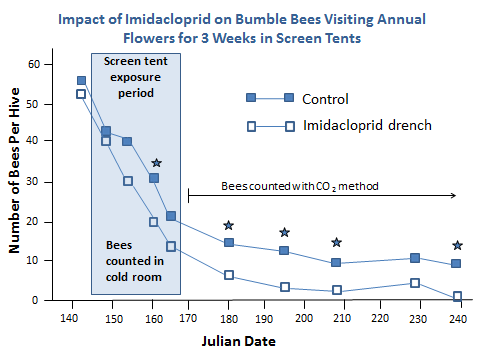 Impact of Imidacloprid on Bumble Bees Visiting Annual
Flowers for 3 Weeks in Screen Tents
Number of Bees Per Hive
60
50
40
30
20
10
0
Screen tent
exposure
period
Control
Imidacloprid drench
Bees counted with CO₂ method
Bees
counted in
cold room
140
150
160
170
180
190
200
210
220
230
240
Julian Date